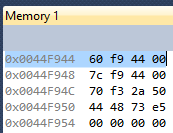 Memory 1
0x0044F944 60 f9 44 00
0x0044F948 7c f9 44 00
0x0044F94C 70 f3 2a 50
0x0044F950 44 48 73 e5
0x0044F954 00 00 00 00